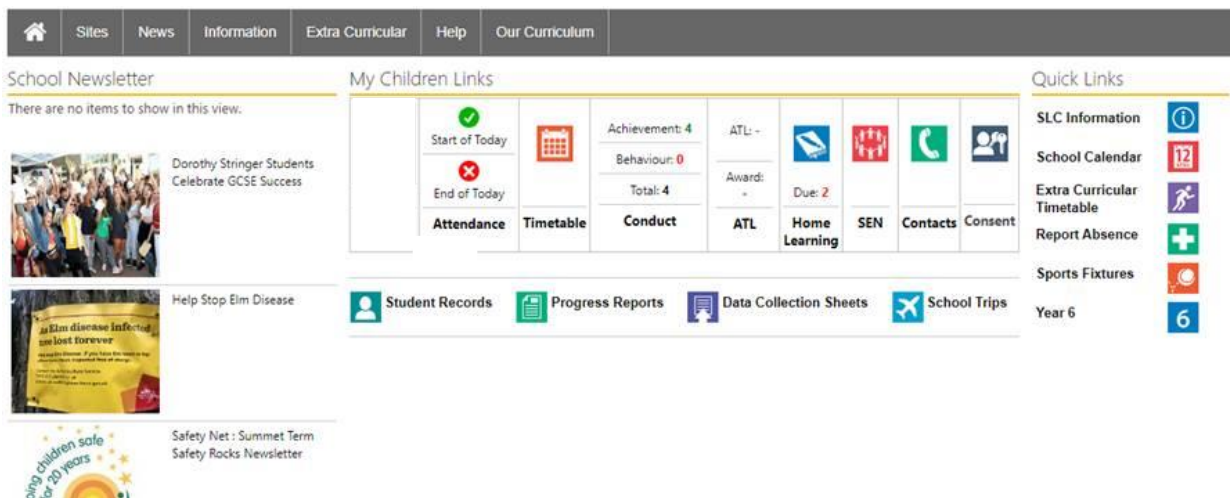 Sites News Information Extra Curricular Help Our Curriculum
School Newsletter
There are no items to show in this view.
Dorothy Stringer Students
Celebrate GCSE Success
An Elm disease infected
tree lost forever
Help Stop Elm Disease
children safe
for 20 years
Safety Net : Summet Term
Safety Rocks Newsletter
My Children Links
Start of Today
End of Today
Attendance
Timetable
Achievement: 4
Behaviour: 0
Total: 4
Conduct
ATL: -
Award:
-
ATL
Due: 2
Home
Learning
SEN
Contacts
Consent
Student Records
Progress Reports
Data Collection Sheets
School Trips
Quick Links
SLC Information
School Calendar
12
Extra Curricular
Timetable
Report Absence
Sports Fixtures
Year 6
6